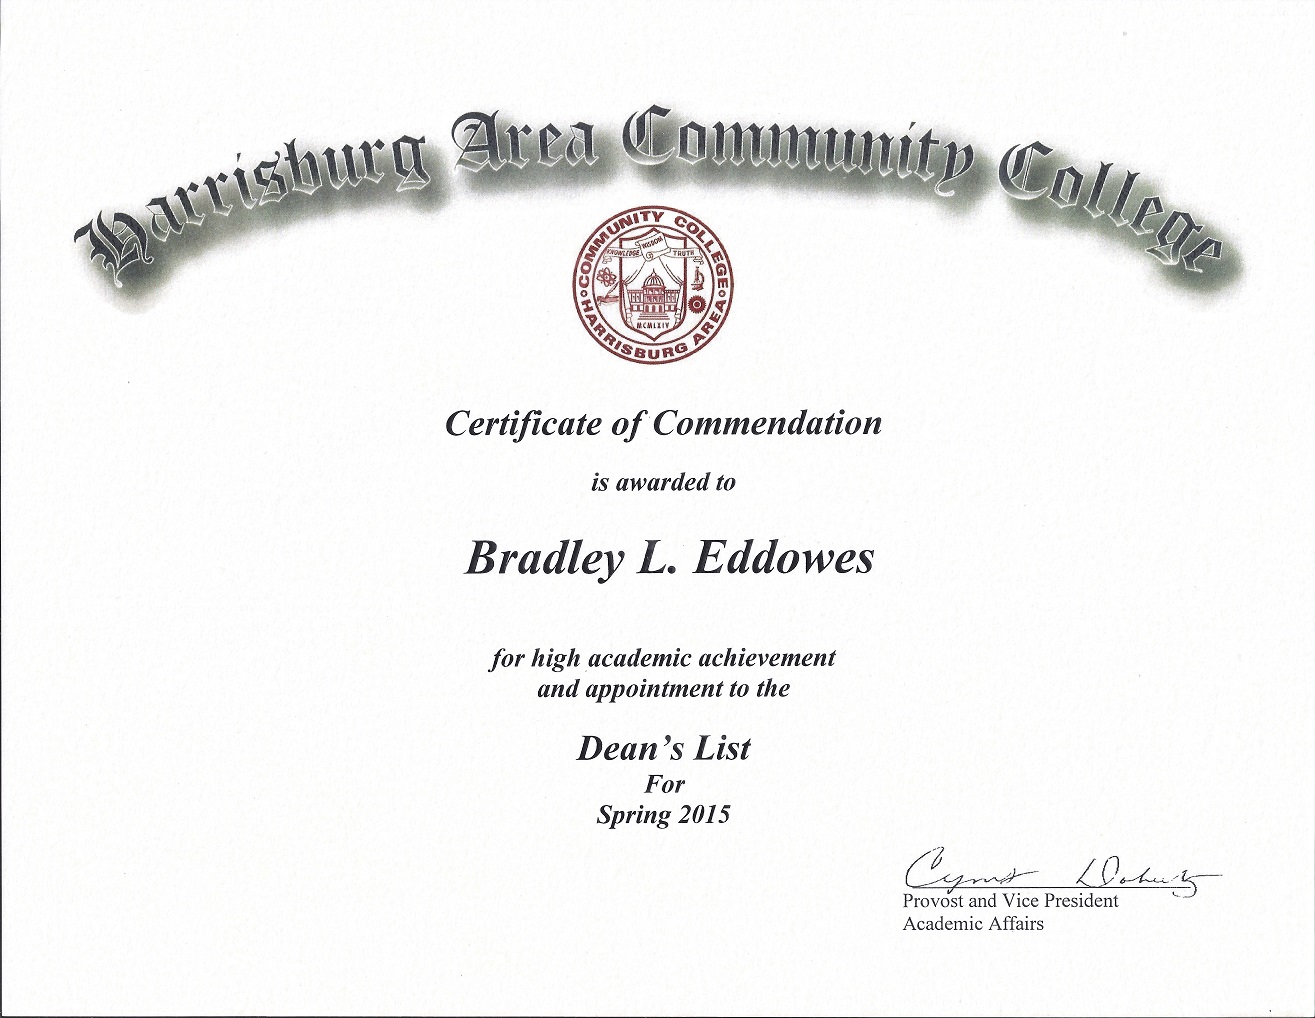 Harrisburg Area Community College
COMMUNITY COLLEGE
HARRISBURG AREA
WISDOM
KNOWLEDGE TRUTH
MCMLXIV
Certificate of Commendation
is awarded to
Bradley L. Eddowes
for high academic achievement
and appointment to the
Dean's List
For
Spring 2015
Provost and Vice President
Academic Affairs